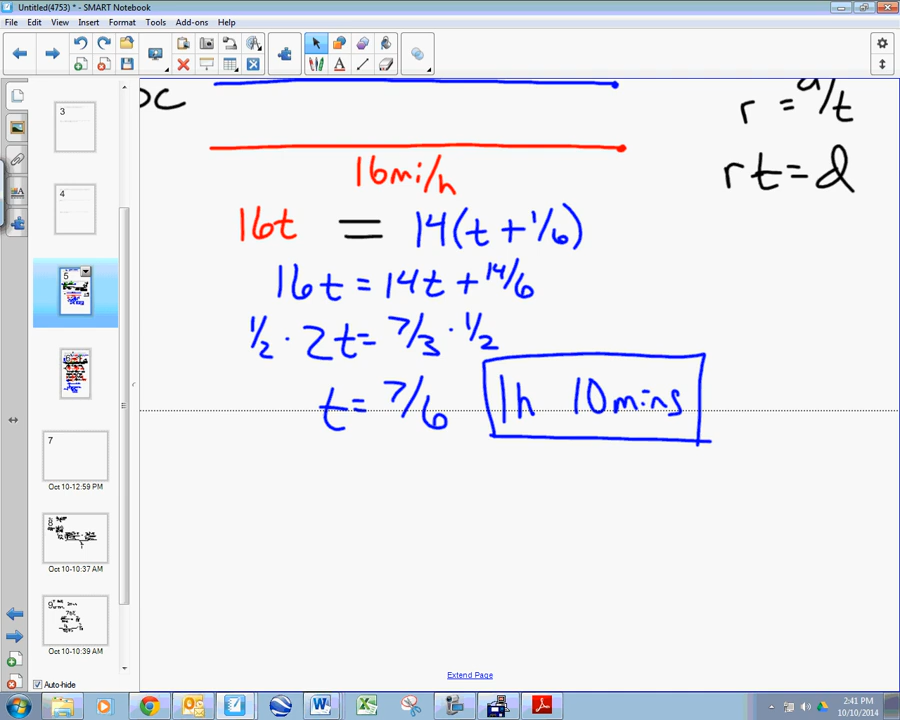 Untitled(4753) * - SMART Notebook
File Edit View Insert Format Tools Add-ons Help
r = d/t
16mi/h
rt = d
16t = 14(t + 1/6)
16t = 14t + 14/6
1/2 · 2t = 7/3 · 1/2
t = 7/6 1h 10mins
3
4
5
7
Oct 10-12:59 PM
8
Oct 10-10:37 AM
9
Oct 10-10:39 AM
Extend Page
Auto-hide
2:41 PM
10/10/2014